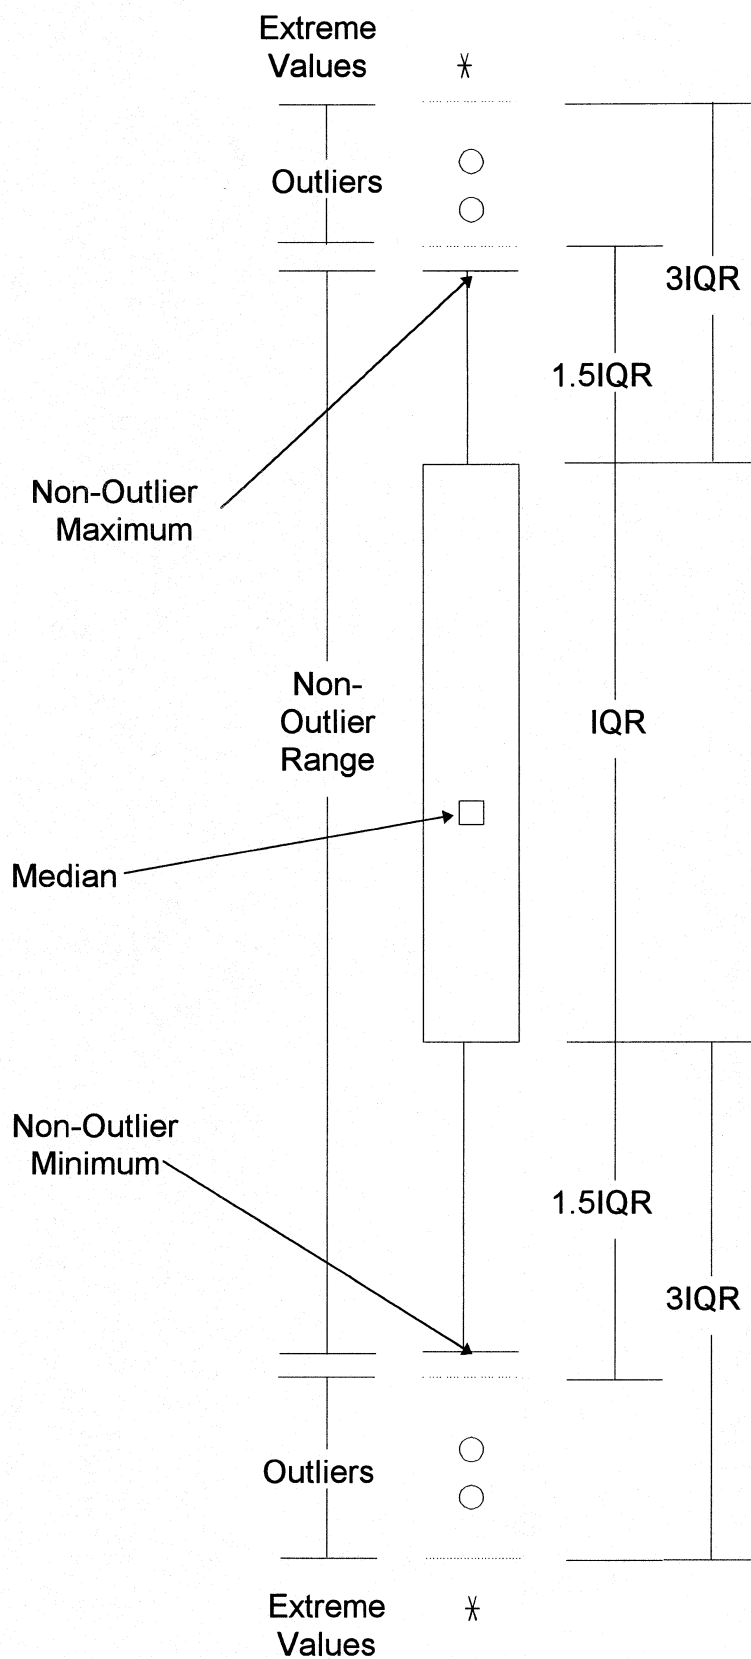 Extreme
Values
Outliers
3IQR
1.5IQR
Non-Outlier
Maximum
Non-
Outlier
Range
IQR
Median
Non-Outlier
Minimum
1.5IQR
3IQR
Outliers
Extreme
Values